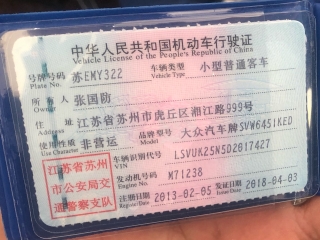 中华人民共和国机动车行驶证
Vehicle License of the People's Republic of China
号牌号码 苏EMY322 车辆类型 小型普通客车
Plate No. Vehicle Type
所有人 张国防
Owner
住址 江苏省苏州市虎丘区湘江路999号
Address
使用性质 非营运 品牌型号 大众汽车牌SVW6451KED
Use Character Model
江苏省苏州市公安局交通警察支队
车辆识别代号 LSVUK25N5D2017427
VIN
发动机号码 M71238
Engine No.
注册日期 2013-02-05 发证日期 2018-04-03
Register Date Issue Date